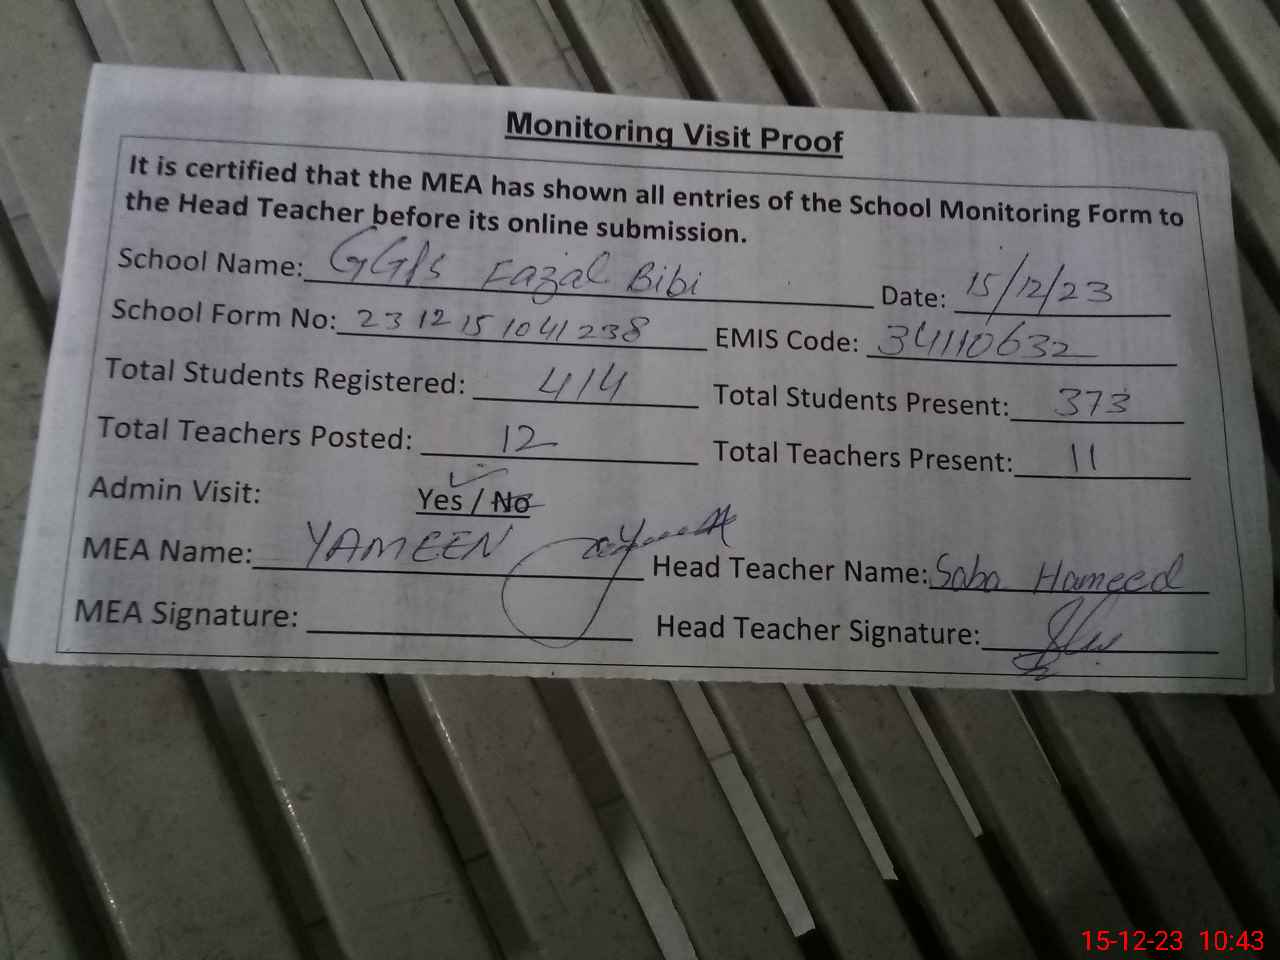 Monitoring Visit Proof
It is certified that the MEA has shown all entries of the School Monitoring Form to
the Head Teacher before its online submission.
School Name: GGPS Fazal Bibi Date: 15/12/23
School Form No: 23 12 15 1041238 EMIS Code: 34110632
Total Students Registered: 414 Total Students Present: 373
Total Teachers Posted: 12 Total Teachers Present: 11
Admin Visit: Yes / No
MEA Name: YAMEEN Head Teacher Name: Saba Hameed
MEA Signature: Head Teacher Signature:
15-12-23 10:43